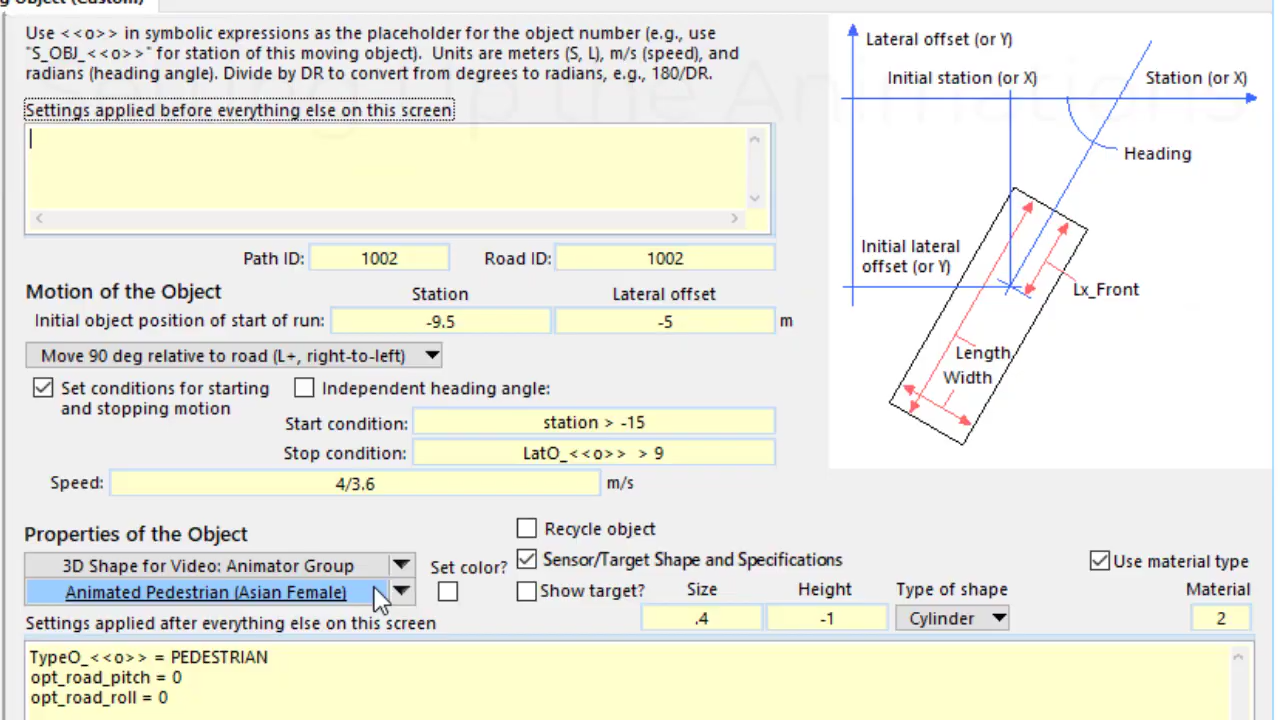 g Object (Custom)
Use <<o>> in symbolic expressions as the placeholder for the object number (e.g., use
"S_OBJ_<<o>>" for station of this moving object). Units are meters (S, L), m/s (speed), and
radians (heading angle). Divide by DR to convert from degrees to radians, e.g., 180/DR.
Settings applied before everything else on this screen
Path ID: 1002 Road ID: 1002
Motion of the Object Station Lateral offset
Initial object position of start of run: -9.5 -5 m
Move 90 deg relative to road (L+, right-to-left)
Set conditions for starting
and stopping motion
Independent heading angle:
Start condition: station > -15
Stop condition: LatO_<<o>> > 9
Speed: 4/3.6 m/s
Lateral offset (or Y)
Initial station (or X) Station (or X)
Heading
Initial lateral
offset (or Y)
Lx_Front
Length
Width
Properties of the Object
Recycle object
3D Shape for Video: Animator Group
Set color?
Sensor/Target Shape and Specifications
Use material type
Animated Pedestrian (Asian Female)
Show target? Size Height Type of shape Material
.4 -1 Cylinder 2
Settings applied after everything else on this screen
TypeO_<<o>> = PEDESTRIAN
opt_road_pitch = 0
opt_road_roll = 0